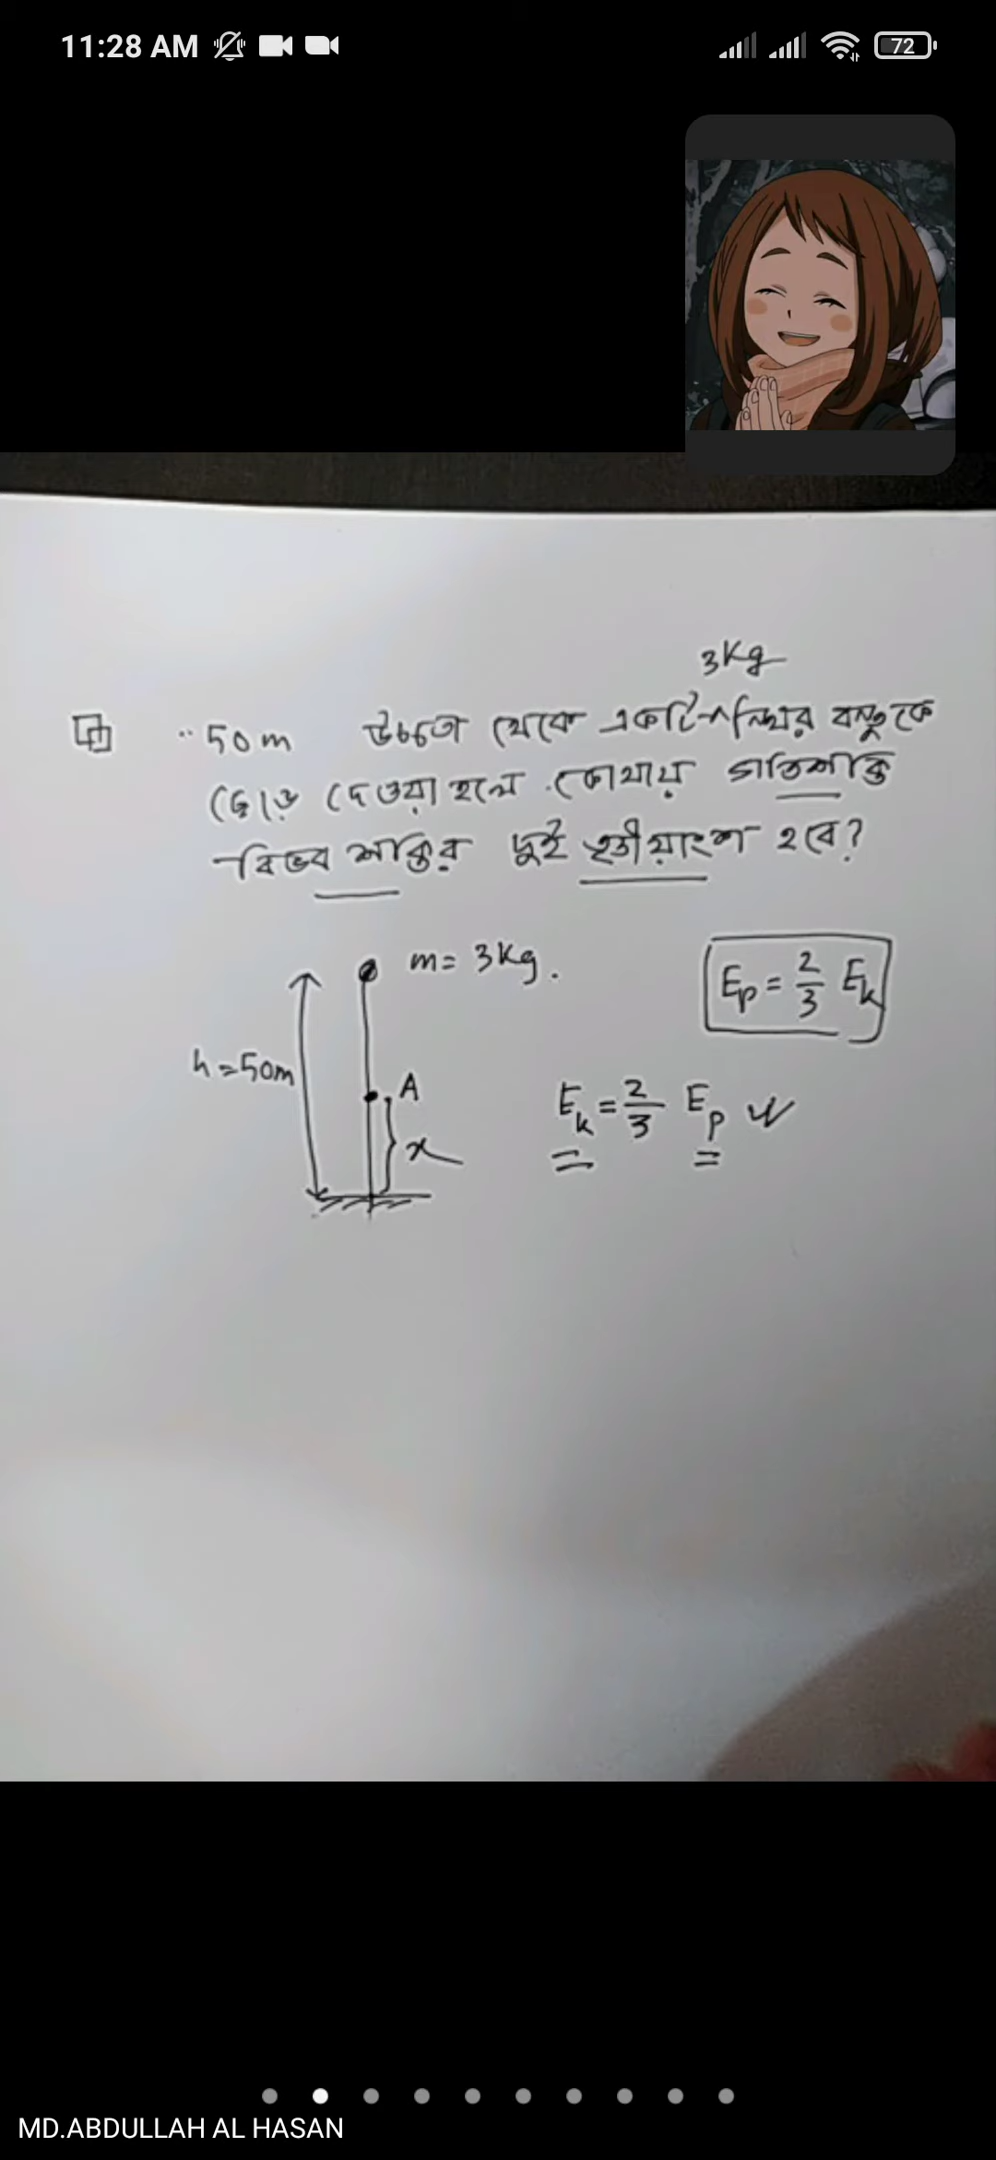 11:28 AM
72
3Kg
50m উচ্চতা থেকে একটি স্থির বস্তুকে
ছেড়ে দেওয়া হলে কোথায় গতিশক্তি
বিভব শক্তির দুই তৃতীয়াংশ হবে?
m = 3Kg.
Ep = 2/3 Ek
h = 50m
A
Ek = 2/3 Ep
x
MD.ABDULLAH AL HASAN